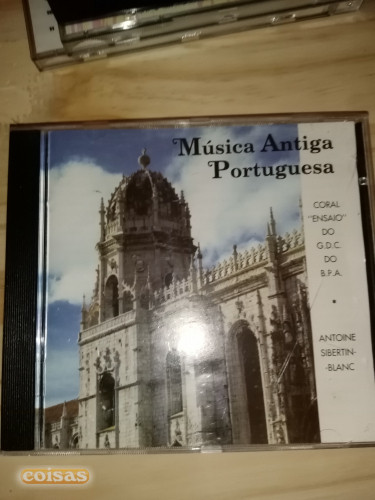 Música Antiga
Portuguesa
CORAL
"ENSAIO"
DO
G.D.C.
DO
B.P.A.
•
ANTOINE
SIBERTIN-
-BLANC
coisas